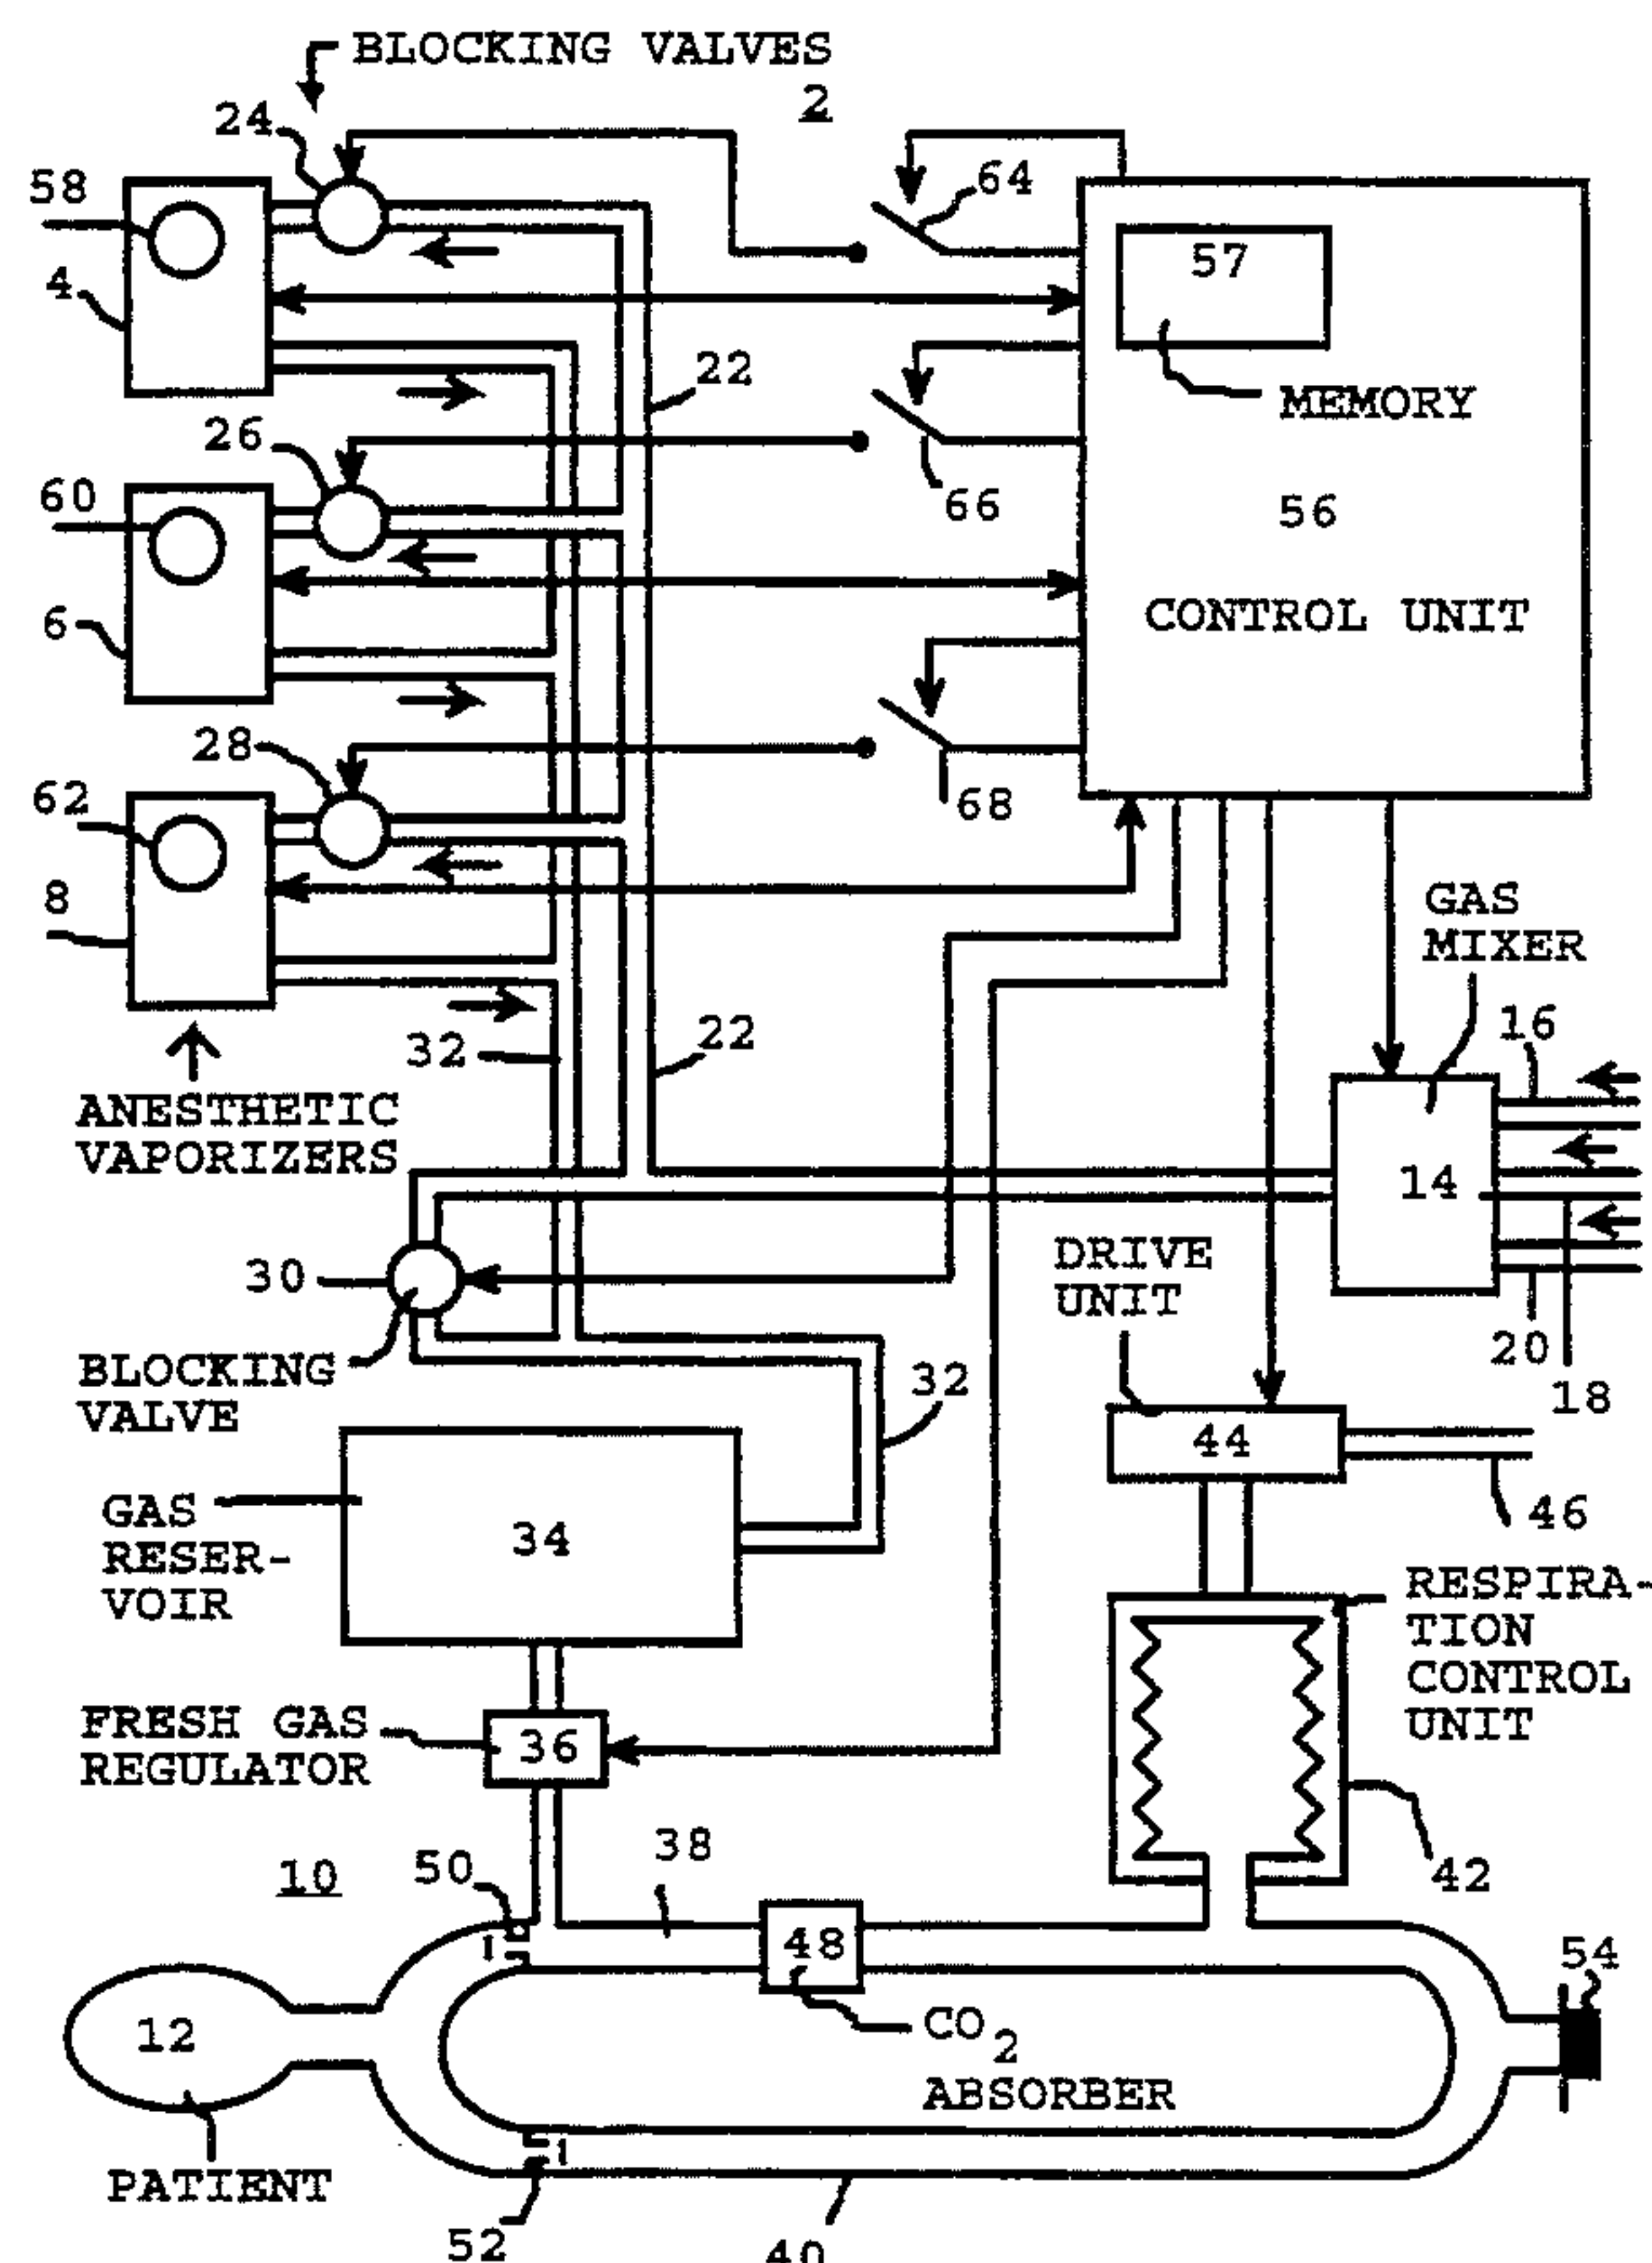 BLOCKING VALVES
2
24
58
64
57
4
22
MEMORY
26
60
66
56
CONTROL UNIT
6
28
62
68
8
GAS
MIXER
16
32
22
ANESTHETIC
VAPORIZERS
14
30
DRIVE
UNIT
20
18
BLOCKING
VALVE
32
44
46
GAS
RESER-
VOIR
34
RESPIRA-
TION
CONTROL
UNIT
FRESH GAS
REGULATOR
36
38
50
10
42
48
54
12
CO2
ABSORBER
PATIENT
52
40